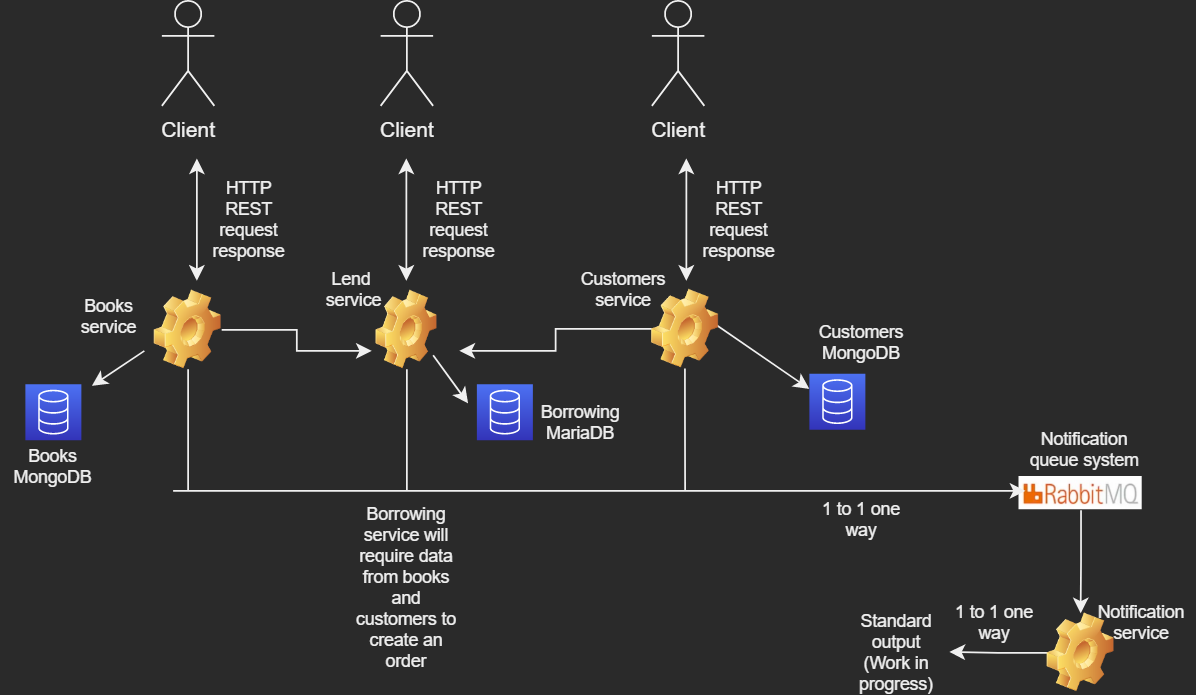 Client
Client
Client
HTTP
REST
request
response
HTTP
REST
request
response
HTTP
REST
request
response
Books
service
Lend
service
Customers
service
Customers
MongoDB
Books
MongoDB
Borrowing
MariaDB
Notification
queue system
RabbitMQ
1 to 1 one
way
Borrowing
service will
require data
from books
and
customers to
create an
order
Standard
output
(Work in
progress)
1 to 1 one
way
Notification
service